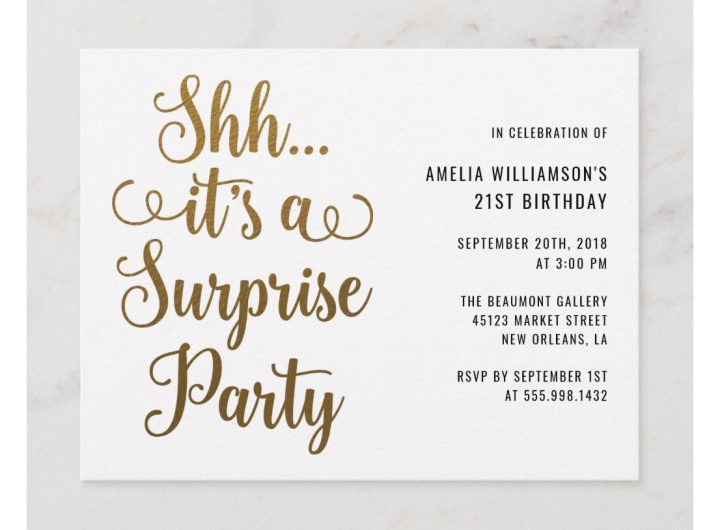 Shh...
it's a
Surprise
Party
IN CELEBRATION OF
AMELIA WILLIAMSON'S
21ST BIRTHDAY
SEPTEMBER 20TH, 2018
AT 3:00 PM
THE BEAUMONT GALLERY
45123 MARKET STREET
NEW ORLEANS, LA
RSVP BY SEPTEMBER 1ST
AT 555.998.1432